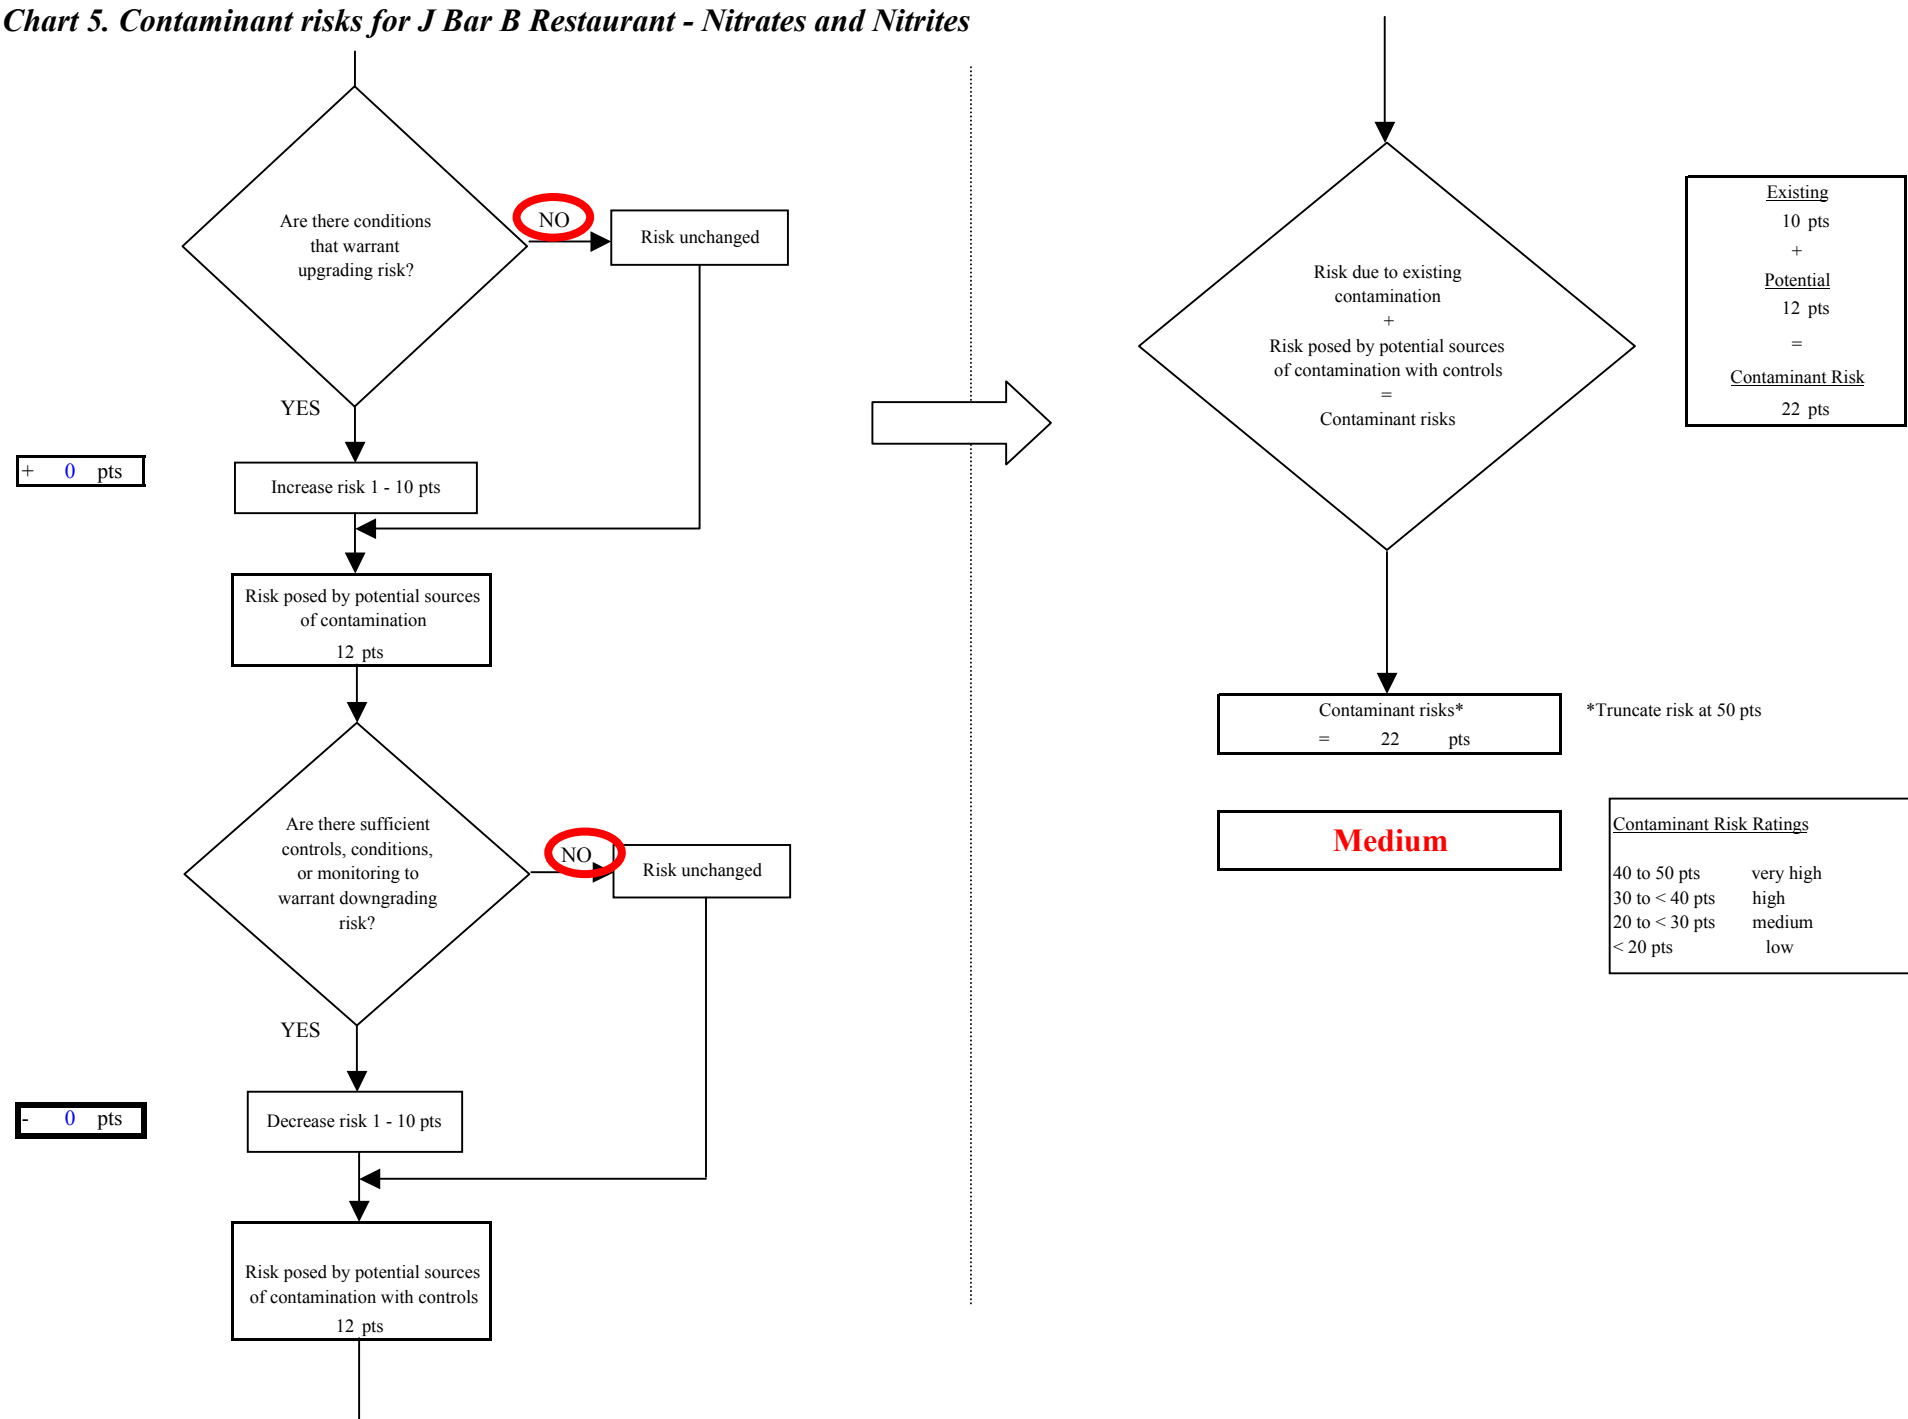 Chart 5. Contaminant risks for J Bar B Restaurant - Nitrates and Nitrites
Are there conditions
that warrant
upgrading risk?
NO
Risk unchanged
YES
+ 0 pts
Increase risk 1 - 10 pts
Risk posed by potential sources
of contamination
12 pts
Are there sufficient
controls, conditions,
or monitoring to
warrant downgrading
risk?
NO
Risk unchanged
YES
- 0 pts
Decrease risk 1 - 10 pts
Risk posed by potential sources
of contamination with controls
12 pts
Risk due to existing
contamination
+
Risk posed by potential sources
of contamination with controls
=
Contaminant risks
Existing
10 pts
+
Potential
12 pts
=
Contaminant Risk
22 pts
Contaminant risks*
= 22 pts
*Truncate risk at 50 pts
Medium
Contaminant Risk Ratings
40 to 50 pts very high
30 to < 40 pts high
20 to < 30 pts medium
< 20 pts low